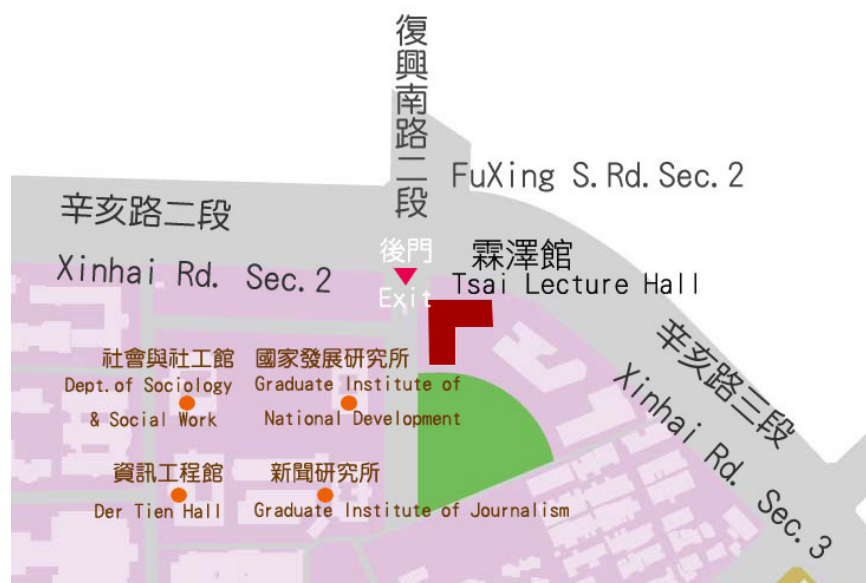 復興南路二段
FuXing S.Rd.Sec.2
辛亥路二段
Xinhai Rd. Sec.2
後門
Exit
霖澤館
Tsai Lecture Hall
社會與社工館
Dept.of Sociology
& Social Work
國家發展研究所
Graduate Institute of
National Development
辛亥路三段
Xinhai Rd. Sec.3
資訊工程館
Der Tien Hall
新聞研究所
Graduate Institute of Journalism